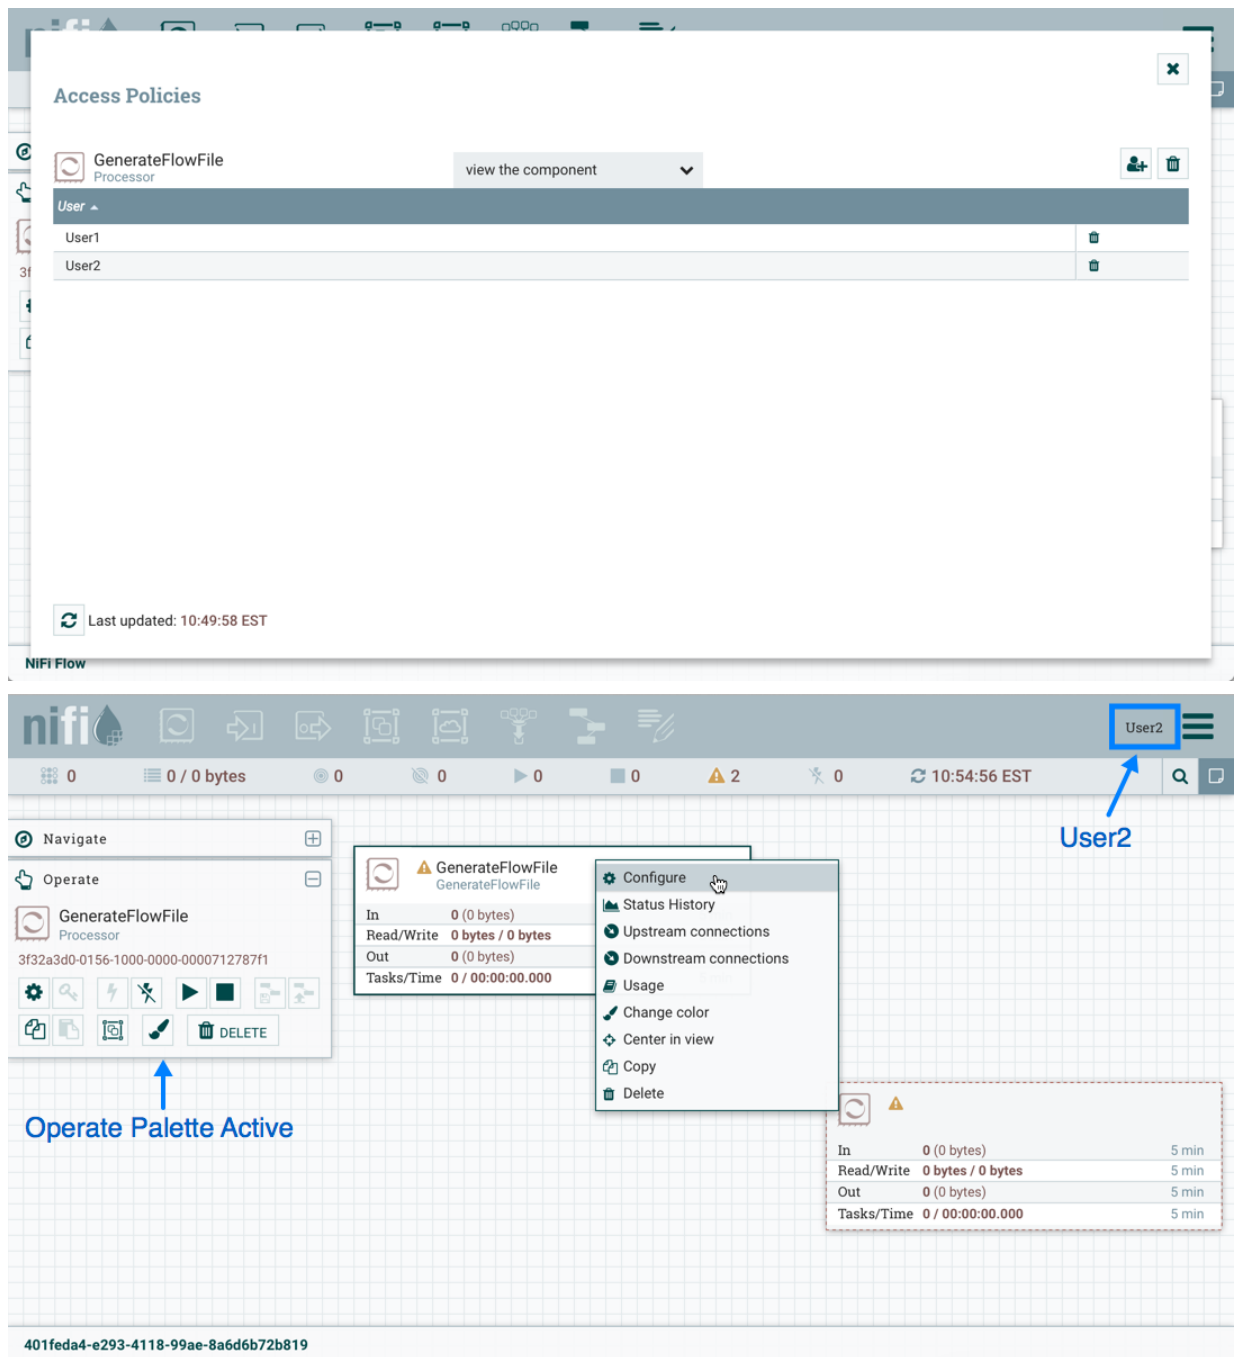 Access Policies
GenerateFlowFile
Processor
view the component
User
User1
User2
3f
Last updated: 10:49:58 EST
NiFi Flow
nifi
User2
0
0 / 0 bytes
0
0
0
0
2
0
10:54:56 EST
User2
Navigate
Operate
GenerateFlowFile
Processor
3f32a3d0-0156-1000-0000-0000712787f1
DELETE
Operate Palette Active
GenerateFlowFile
GenerateFlowFile
In 0 (0 bytes)
Read/Write 0 bytes / 0 bytes
Out 0 (0 bytes)
Tasks/Time 0 / 00:00:00.000
Configure
Status History
Upstream connections
Downstream connections
Usage
Change color
Center in view
Copy
Delete
In 0 (0 bytes) 5 min
Read/Write 0 bytes / 0 bytes 5 min
Out 0 (0 bytes) 5 min
Tasks/Time 0 / 00:00:00.000 5 min
401feda4-e293-4118-99ae-8a6d6b72b819